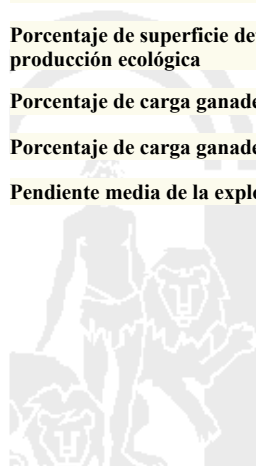 Porcentaje de superficie de
producción ecológica
Porcentaje de carga ganade
Porcentaje de carga ganade
Pendiente media de la explo